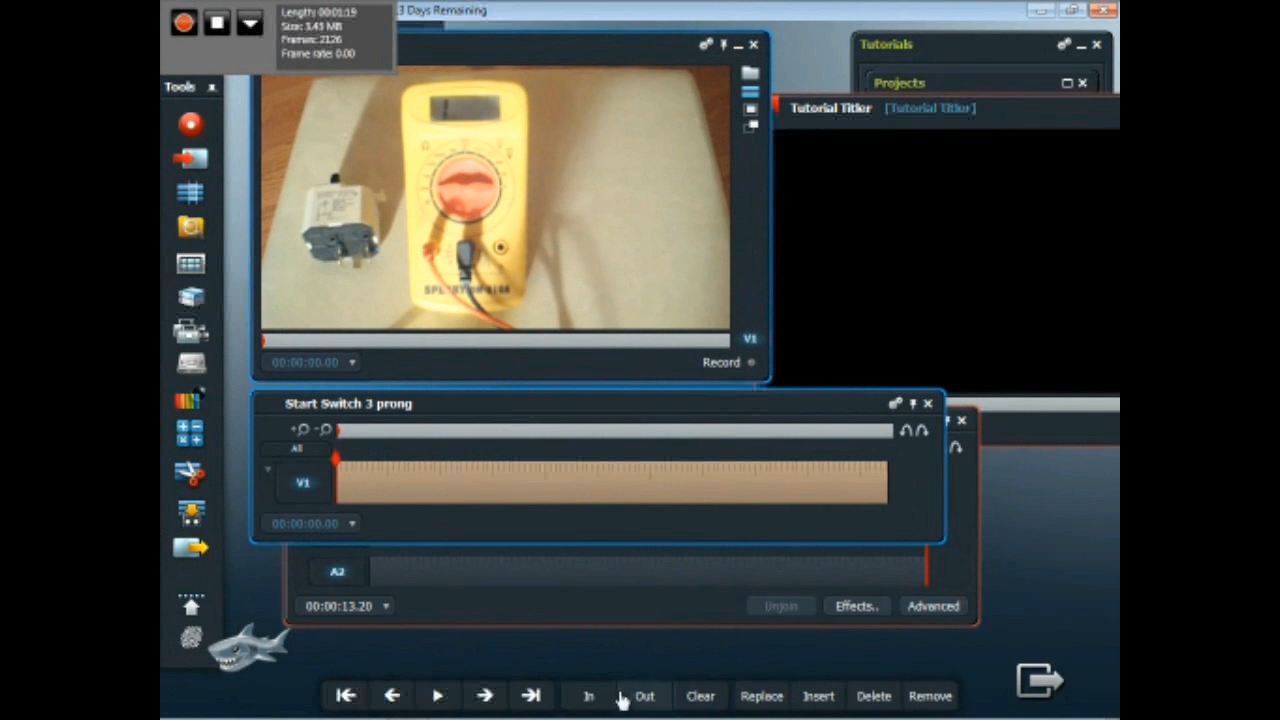 3 Days Remaining
Length: 00:01:19
Size: 3.43 MB
Frames: 2126
Frame rate: 0.00
Tools
Tutorials
Projects
Tutorial Titler [Tutorial Titler]
V1
00:00:00.00
Record
Start Switch 3 prong
All
V1
00:00:00.00
A2
00:00:13.20
Unjoin
Effects..
Advanced
In
Out
Clear
Replace
Insert
Delete
Remove